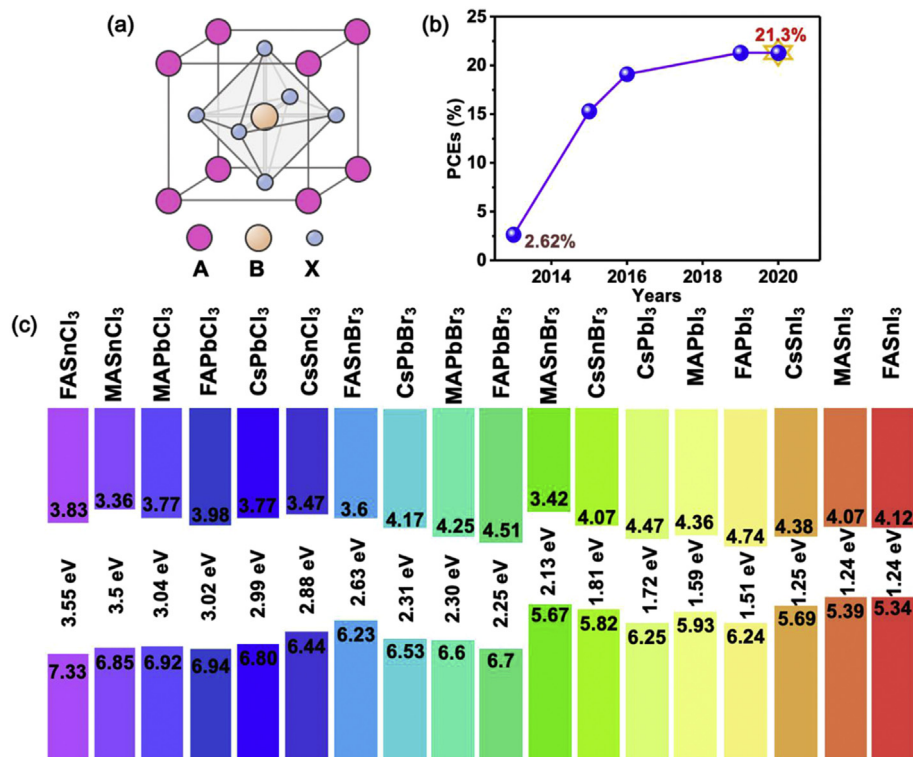 (a)
A B X
(b)
25
20
15
10
5
0
PCEs (%)
21.3%
2.62%
2014 2016 2018 2020
Years
(c)
FASnCl₃ MASnCl₃ MAPbCl₃ FAPbCl₃ CsPbCl₃ CsSnCl₃ FASnBr₃ CsPbBr₃ MAPbBr₃ FAPbBr₃ MASnBr₃ CsSnBr₃ CsPbI₃ MAPbI₃ FAPbI₃ CsSnI₃ MASnI₃ FASnI₃
3.83 3.36 3.77 3.98 3.77 3.47 3.6 4.17 4.25 4.51 3.42 4.07 4.47 4.36 4.74 4.38 4.07 4.12
3.55 eV 3.5 eV 3.04 eV 3.02 eV 2.99 eV 2.88 eV 2.63 eV 2.31 eV 2.30 eV 2.25 eV 2.13 eV 1.81 eV 1.72 eV 1.59 eV 1.51 eV 1.25 eV 1.24 eV 1.24 eV
7.33 6.85 6.92 6.94 6.80 6.44 6.23 6.53 6.6 6.7 5.67 5.82 6.25 5.93 6.24 5.69 5.39 5.34